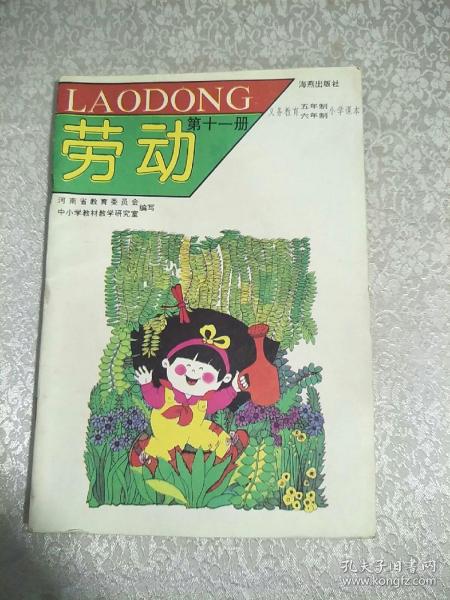 海燕出版社
LAODONG
义务教育 五年制 六年制 小学课本
劳动
第十一册
河南省教育委员会
中小学教材教学研究室
编写
孔夫子旧书网
www.kongfz.com